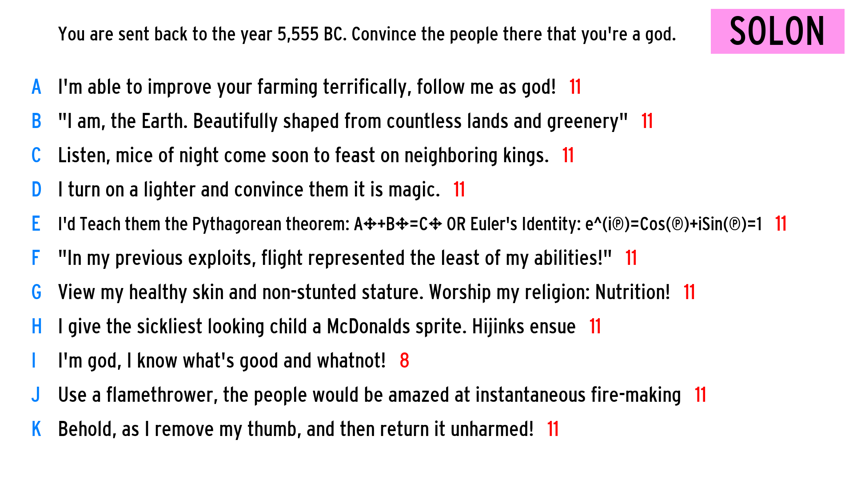 You are sent back to the year 5,555 BC. Convince the people there that you're a god.
SOLON
A I'm able to improve your farming terrifically, follow me as god! 11
B "I am, the Earth. Beautifully shaped from countless lands and greenery" 11
C Listen, mice of night come soon to feast on neighboring kings. 11
D I turn on a lighter and convince them it is magic. 11
E I'd Teach them the Pythagorean theorem: A✢+B✢=C✢ OR Euler's Identity: e^(i℗)=Cos(℗)+iSin(℗)=1 11
F "In my previous exploits, flight represented the least of my abilities!" 11
G View my healthy skin and non-stunted stature. Worship my religion: Nutrition! 11
H I give the sickliest looking child a McDonalds sprite. Hijinks ensue 11
I I'm god, I know what's good and whatnot! 8
J Use a flamethrower, the people would be amazed at instantaneous fire-making 11
K Behold, as I remove my thumb, and then return it unharmed! 11